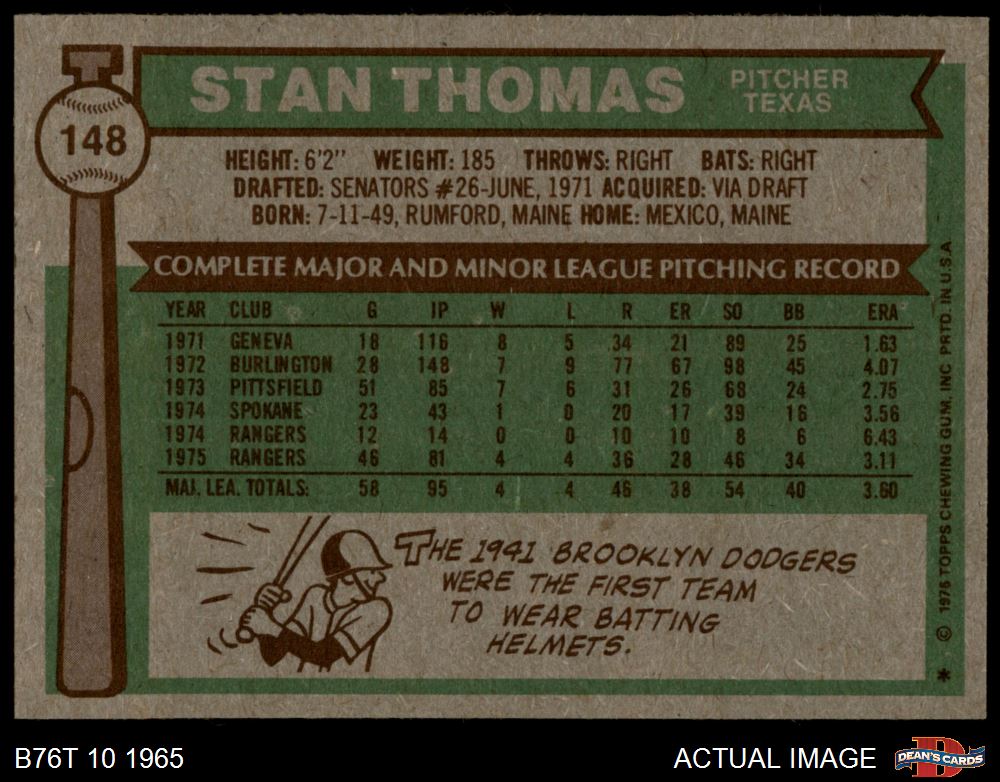 STAN THOMAS PITCHER
TEXAS
148
HEIGHT: 6'2" WEIGHT: 185 THROWS: RIGHT BATS: RIGHT
DRAFTED: SENATORS #26-JUNE, 1971 ACQUIRED: VIA DRAFT
BORN: 7-11-49, RUMFORD, MAINE HOME: MEXICO, MAINE
COMPLETE MAJOR AND MINOR LEAGUE PITCHING RECORD
YEAR CLUB G IP W L R ER SO BB ERA
1971 GENEVA 18 116 8 5 34 21 89 25 1.63
1972 BURLINGTON 28 148 7 9 77 67 98 45 4.07
1973 PITTSFIELD 51 85 7 6 31 26 68 24 2.75
1974 SPOKANE 23 43 1 0 20 17 39 16 3.56
1974 RANGERS 12 14 0 0 10 10 8 6 6.43
1975 RANGERS 46 81 4 4 36 28 46 34 3.11
MAJ. LEA. TOTALS: 58 95 4 4 46 38 54 40 3.60
THE 1941 BROOKLYN DODGERS
WERE THE FIRST TEAM
TO WEAR BATTING
HELMETS.
* © 1976 TOPPS CHEWING GUM, INC PRTD. IN U.S.A.
B76T 10 1965
ACTUAL IMAGE
D
DEAN'S CARDS